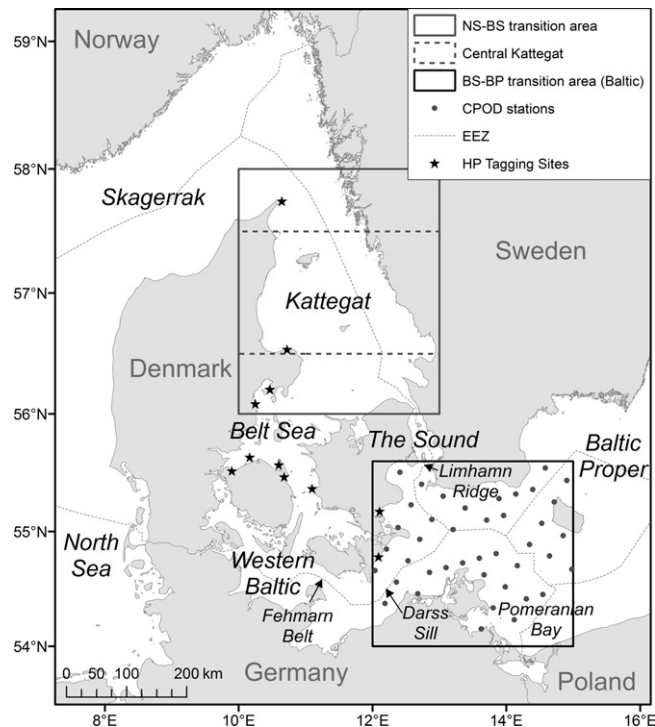 59°N
58°N
57°N
56°N
55°N
54°N
Norway
NS-BS transition area
Central Kattegat
BS-BP transition area (Baltic)
CPOD stations
EEZ
HP Tagging Sites
Skagerrak
Sweden
Kattegat
Denmark
Belt Sea
The Sound
Baltic
Proper
Limhamn
Ridge
North
Sea
Western
Baltic
Fehmarn
Belt
Darss
Sill
Pomeranian
Bay
Germany
Poland
0 50 100 200 km
8°E
10°E
12°E
14°E
16°E